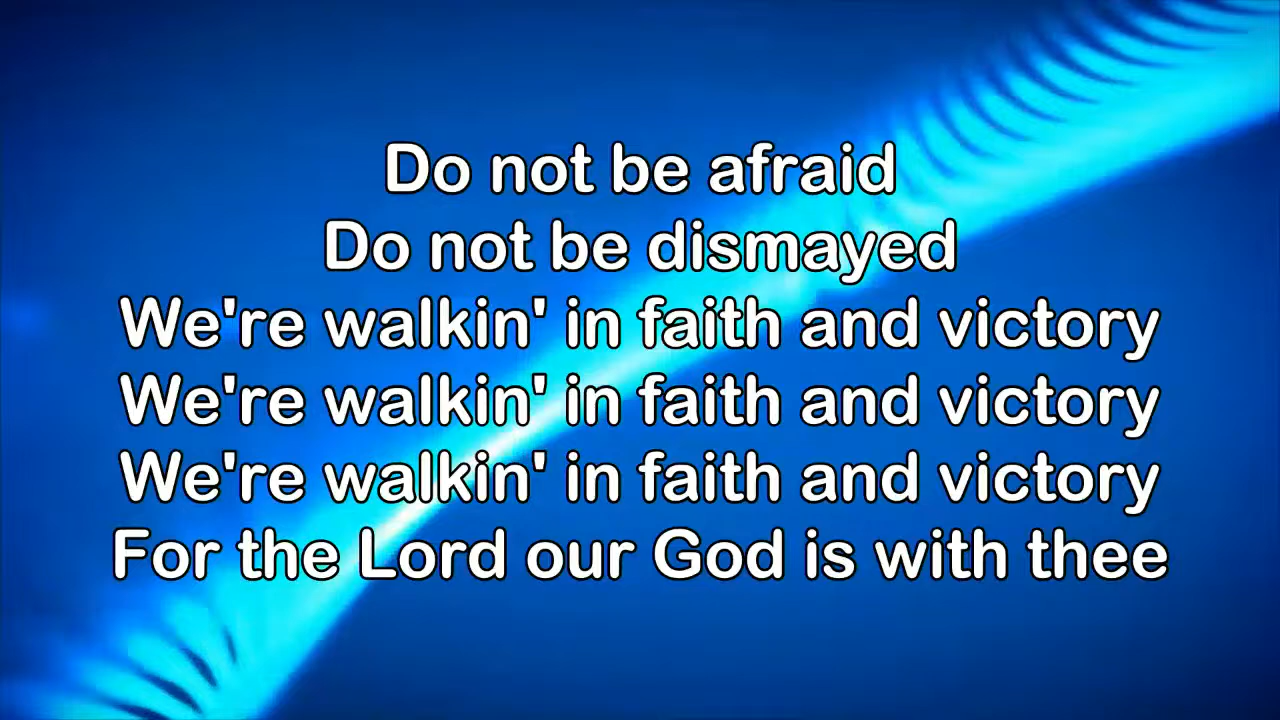 Do not be afraid
Do not be dismayed
We're walkin' in faith and victory
We're walkin' in faith and victory
We're walkin' in faith and victory
For the Lord our God is with thee